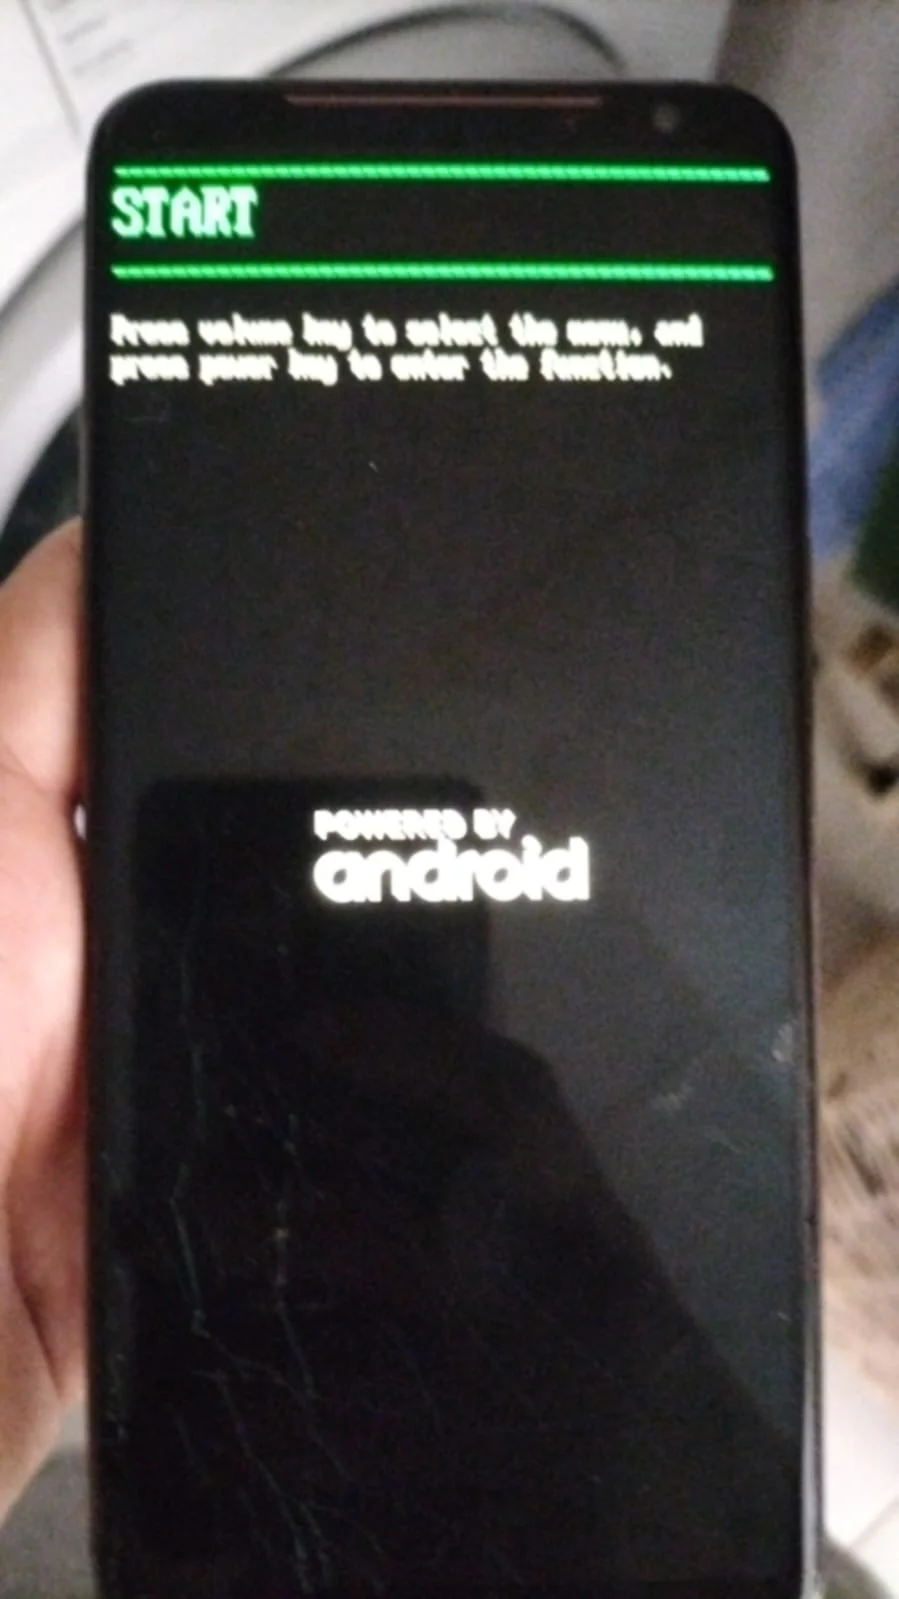 START
Press volume key to select the menu, and
press power key to enter the function.
POWERED BY
android